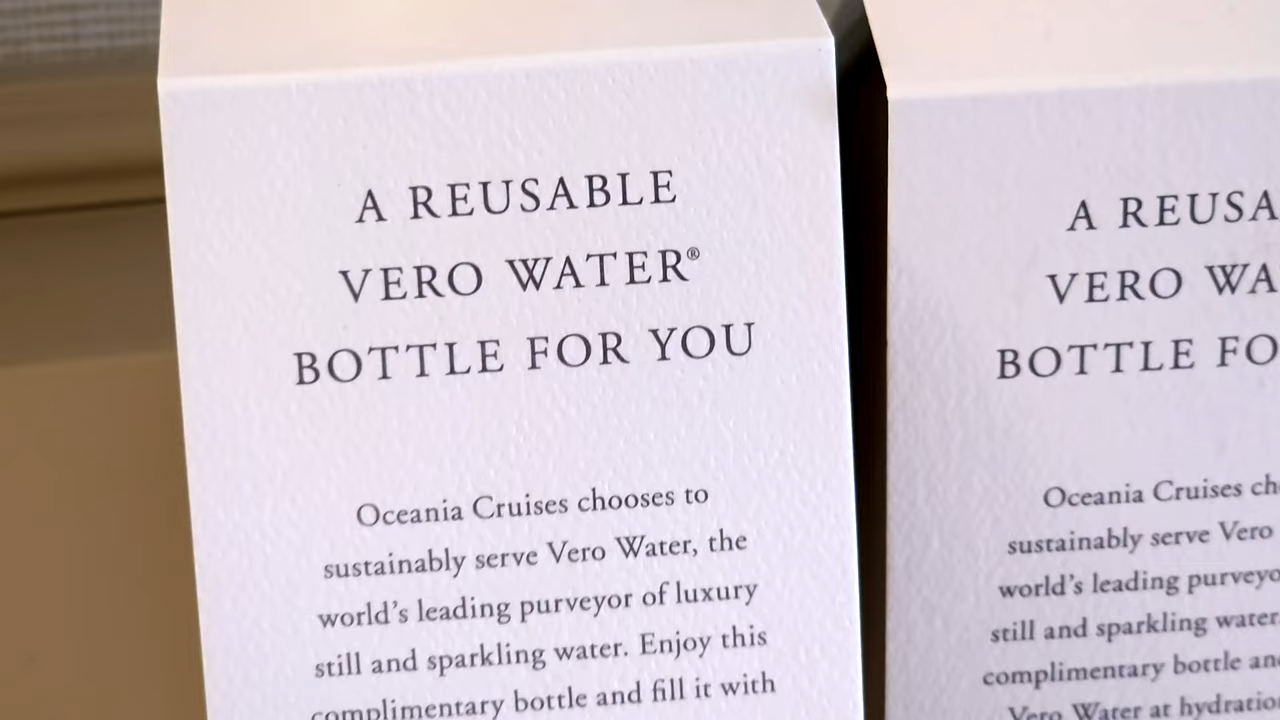 A REUSABLE
VERO WATER®
BOTTLE FOR YOU
Oceania Cruises chooses to
sustainably serve Vero Water, the
world's leading purveyor of luxury
still and sparkling water. Enjoy this
complimentary bottle and fill it with
A REUSA
VERO WA
BOTTLE FO
Oceania Cruises ch
sustainably serve Vero
world's leading purveyo
still and sparkling water.
complimentary bottle an
Vero Water at hydratio